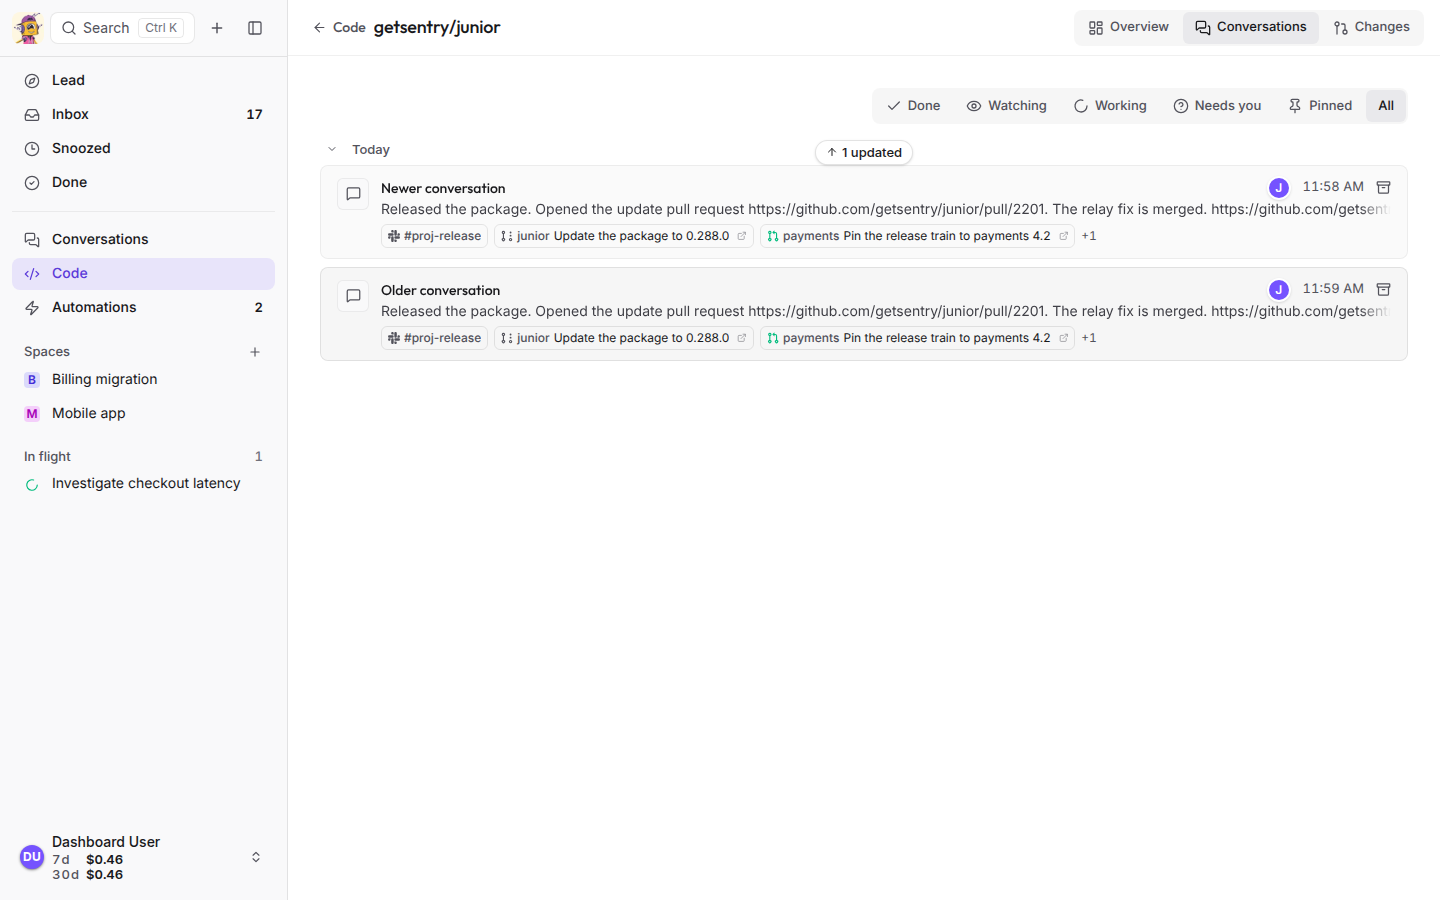 Search Ctrl K
Lead
Inbox 17
Snoozed
Done
Conversations
Code
Automations 2
Spaces
B Billing migration
M Mobile app
In flight 1
Investigate checkout latency
Dashboard User
DU
7d $0.46
30d $0.46
Code getsentry/junior
Overview Conversations Changes
Done Watching Working Needs you Pinned All
Today
1 updated
Newer conversation J 11:58 AM
Released the package. Opened the update pull request https://github.com/getsentry/junior/pull/2201. The relay fix is merged. https://github.com/getsent
#proj-release junior Update the package to 0.288.0 payments Pin the release train to payments 4.2 +1
Older conversation J 11:59 AM
Released the package. Opened the update pull request https://github.com/getsentry/junior/pull/2201. The relay fix is merged. https://github.com/getsent
#proj-release junior Update the package to 0.288.0 payments Pin the release train to payments 4.2 +1